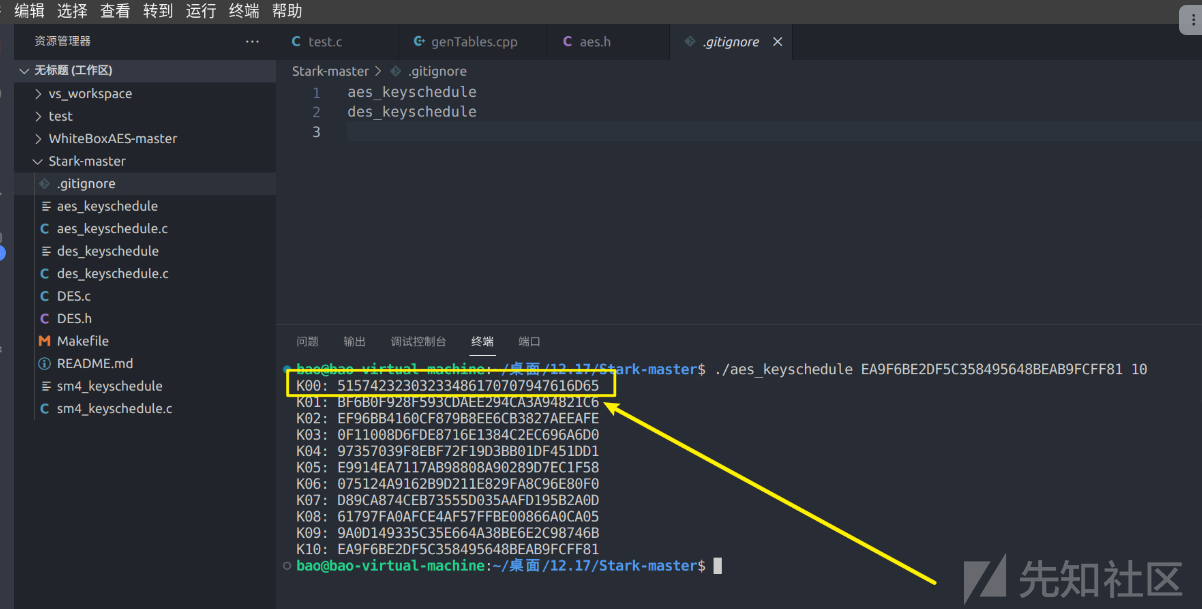 编辑 选择 查看 转到 运行 终端 帮助
资源管理器 ···
test.c genTables.cpp aes.h .gitignore
无标题 (工作区)
Stark-master > .gitignore
vs_workspace
test
WhiteBoxAES-master
Stark-master
.gitignore
aes_keyschedule
aes_keyschedule.c
des_keyschedule
des_keyschedule.c
DES.c
DES.h
Makefile
README.md
sm4_keyschedule
sm4_keyschedule.c
1 aes_keyschedule
2 des_keyschedule
3
问题 输出 调试控制台 终端 端口
bao@bao-virtual-machine:~/桌面/12.17/Stark-master$ ./aes_keyschedule EA9F6BE2DF5C358495648BEAB9FCFF81 10
K00: 51574232303233486170707947616D65
K01: BF6B0F928F593CDAEE294CA3A94821C6
K02: EF96BB4160CF879B8EE6CB3827AEEAFE
K03: 0F11008D6FDE8716E1384C2EC696A6D0
K04: 97357039F8EBF72F19D3BB01DF451DD1
K05: E9914EA7117AB98808A90289D7EC1F58
K06: 075124A9162B9D211E829FA8C96E80F0
K07: D89CA874CEB73555D035AAFD195B2A0D
K08: 61797FA0AFCE4AF57FFBE00866A0CA05
K09: 9A0D149335C35E664A38BE6E2C98746B
K10: EA9F6BE2DF5C358495648BEAB9FCFF81
bao@bao-virtual-machine:~/桌面/12.17/Stark-master$
先知社区